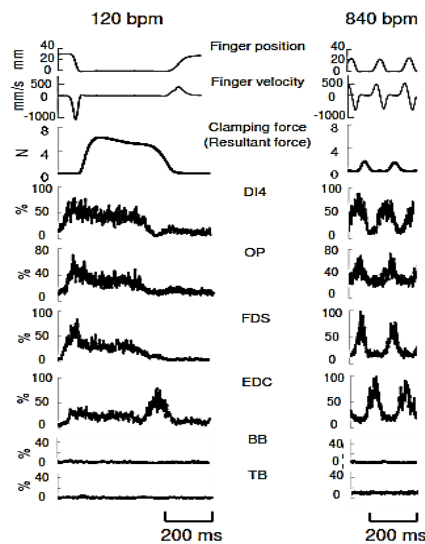 120 bpm 840 bpm
40 Finger position 40
mm 20 20
0 0
500 Finger velocity 500
mm/s 0 0
-1000 -1000
8 Clamping force 8
(Resultant force)
N 4 4
0 0
100 DI4 100
% 50 50
0 0
80 OP 80
% 40 40
0 0
100 FDS 100
% 50 50
0 0
100 EDC 100
% 50 50
0 0
BB
40 40
% 0 0
TB
40 40
% 0 0
200 ms 200 ms